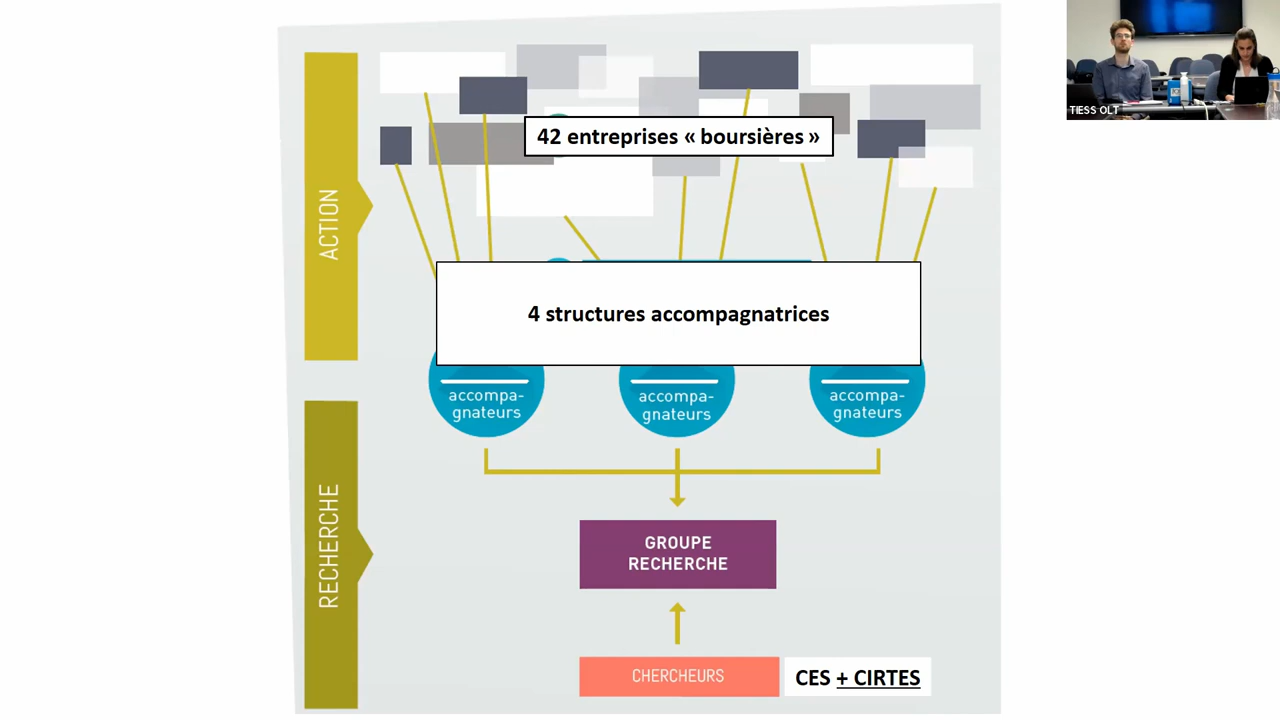 TIESS OLT
42 entreprises « boursières »
ACTION
4 structures accompagnatrices
accompa-
gnateurs
accompa-
gnateurs
accompa-
gnateurs
RECHERCHE
GROUPE
RECHERCHE
CHERCHEURS
CES + CIRTES